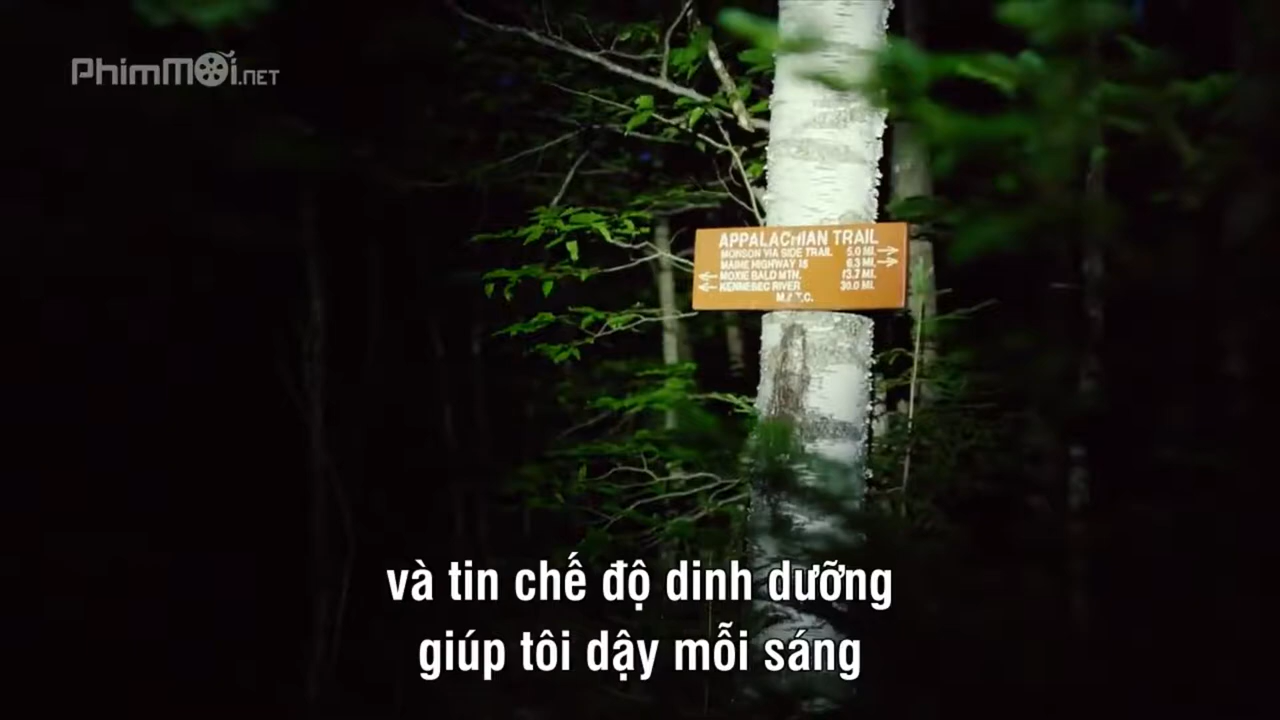 PhimMới.NET
APPALACHIAN TRAIL
MONSON VIA SIDE TRAIL 5.0 MI. →
MAINE HIGHWAY 15 6.3 MI. →
← MOXIE BALD MTN. 13.7 MI.
← KENNEBEC RIVER 30.0 MI.
M.A.T.C.
và tin chế độ dinh dưỡng
giúp tôi dậy mỗi sáng